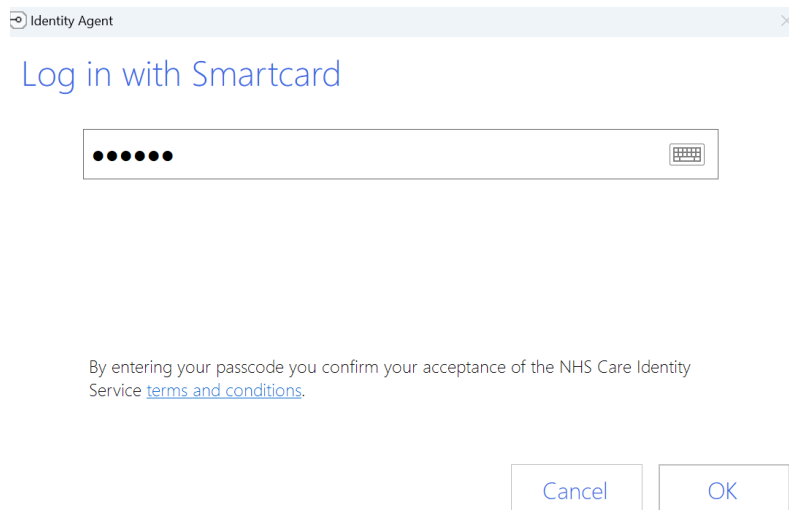 Identity Agent
Log in with Smartcard
●●●●●●
By entering your passcode you confirm your acceptance of the NHS Care Identity
Service terms and conditions.
Cancel
OK